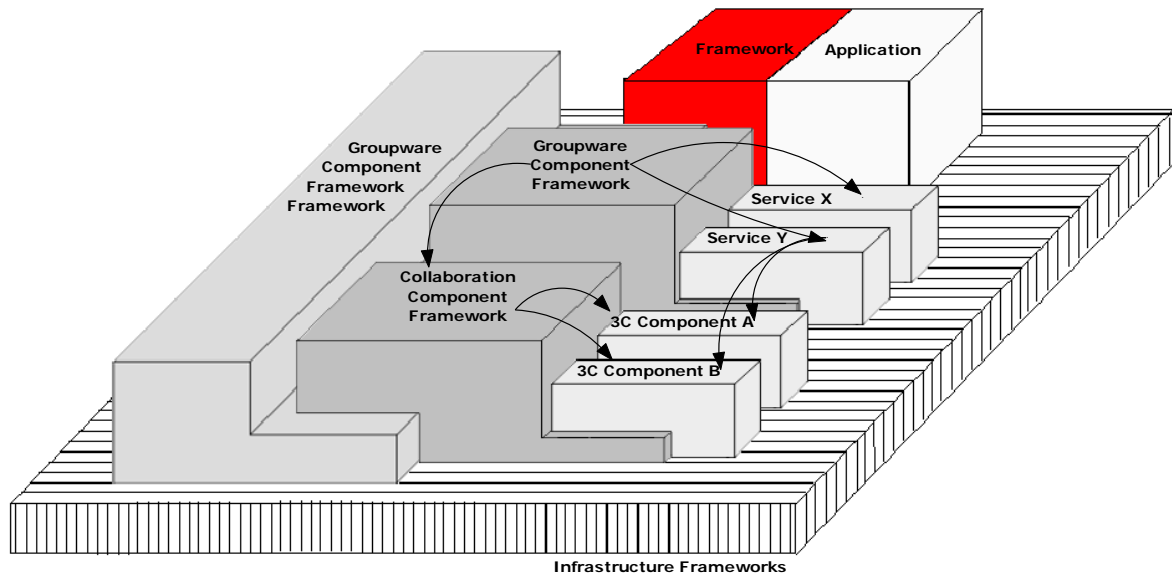 Framework
Application
Groupware
Component
Framework
Framework
Groupware
Component
Framework
Service X
Service Y
Collaboration
Component
Framework
3C Component A
3C Component B
Infrastructure Frameworks